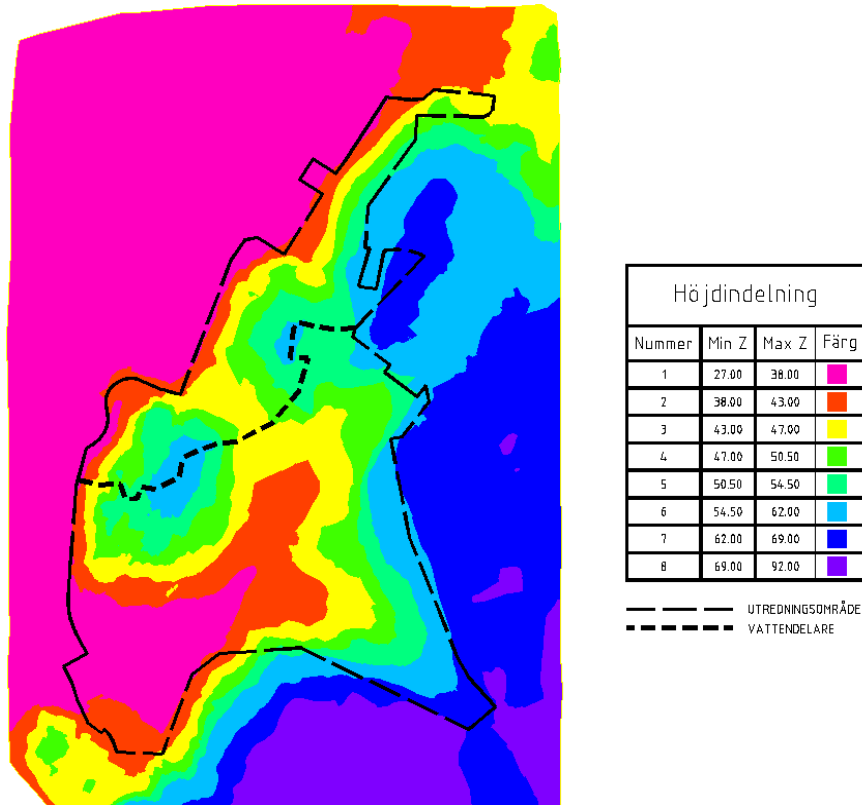 Höjdindelning
Nummer Min Z Max Z Färg
1 27.00 38.00
2 38.00 43.00
3 43.00 47.00
4 47.00 50.50
5 50.50 54.50
6 54.50 62.00
7 62.00 69.00
8 69.00 92.00
UTREDNINGSOMRÅDE
VATTENDELARE